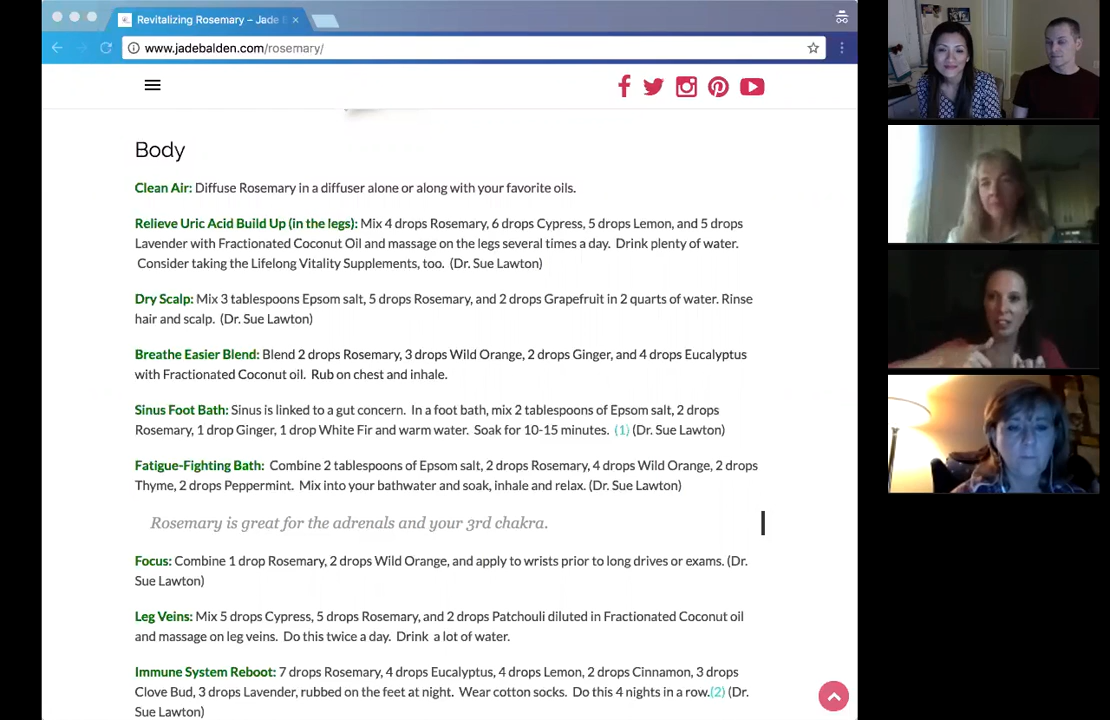 Revitalizing Rosemary – Jade B
www.jadebalden.com/rosemary/
Body
Clean Air: Diffuse Rosemary in a diffuser alone or along with your favorite oils.
Relieve Uric Acid Build Up (in the legs): Mix 4 drops Rosemary, 6 drops Cypress, 5 drops Lemon, and 5 drops
Lavender with Fractionated Coconut Oil and massage on the legs several times a day. Drink plenty of water.
Consider taking the Lifelong Vitality Supplements, too. (Dr. Sue Lawton)
Dry Scalp: Mix 3 tablespoons Epsom salt, 5 drops Rosemary, and 2 drops Grapefruit in 2 quarts of water. Rinse
hair and scalp. (Dr. Sue Lawton)
Breathe Easier Blend: Blend 2 drops Rosemary, 3 drops Wild Orange, 2 drops Ginger, and 4 drops Eucalyptus
with Fractionated Coconut oil. Rub on chest and inhale.
Sinus Foot Bath: Sinus is linked to a gut concern. In a foot bath, mix 2 tablespoons of Epsom salt, 2 drops
Rosemary, 1 drop Ginger, 1 drop White Fir and warm water. Soak for 10-15 minutes. (1) (Dr. Sue Lawton)
Fatigue-Fighting Bath: Combine 2 tablespoons of Epsom salt, 2 drops Rosemary, 4 drops Wild Orange, 2 drops
Thyme, 2 drops Peppermint. Mix into your bathwater and soak, inhale and relax. (Dr. Sue Lawton)
Rosemary is great for the adrenals and your 3rd chakra.
Focus: Combine 1 drop Rosemary, 2 drops Wild Orange, and apply to wrists prior to long drives or exams. (Dr.
Sue Lawton)
Leg Veins: Mix 5 drops Cypress, 5 drops Rosemary, and 2 drops Patchouli diluted in Fractionated Coconut oil
and massage on leg veins. Do this twice a day. Drink a lot of water.
Immune System Reboot: 7 drops Rosemary, 4 drops Eucalyptus, 4 drops Lemon, 2 drops Cinnamon, 3 drops
Clove Bud, 3 drops Lavender, rubbed on the feet at night. Wear cotton socks. Do this 4 nights in a row.(2) (Dr.
Sue Lawton)